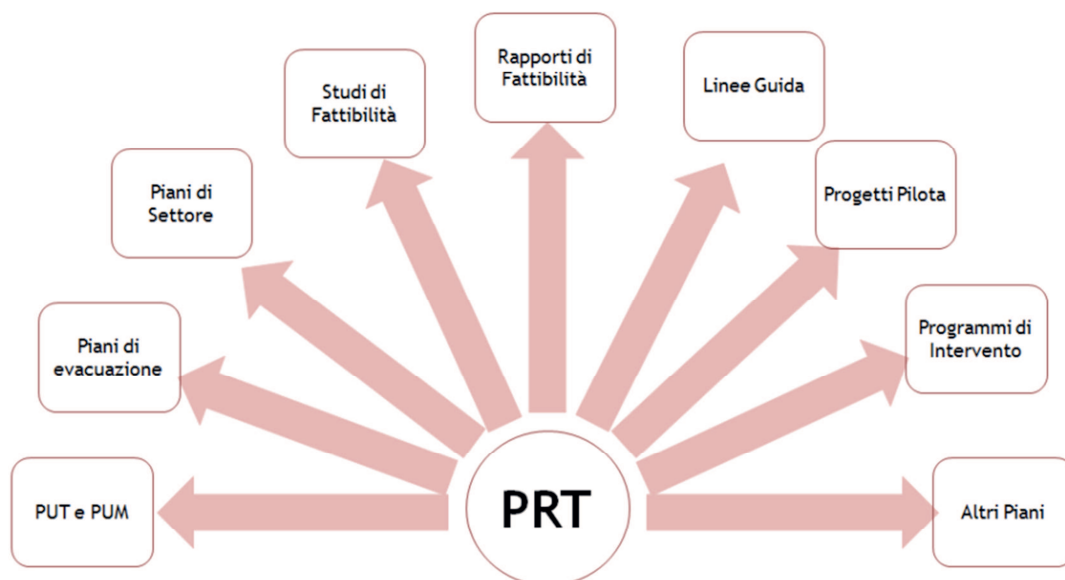 Rapporti di
Fattibilità
Linee Guida
Studi di
Fattibilità
Progetti Pilota
Piani di
Settore
Programmi di
Intervento
Piani di
evacuazione
PUT e PUM
PRT
Altri Piani